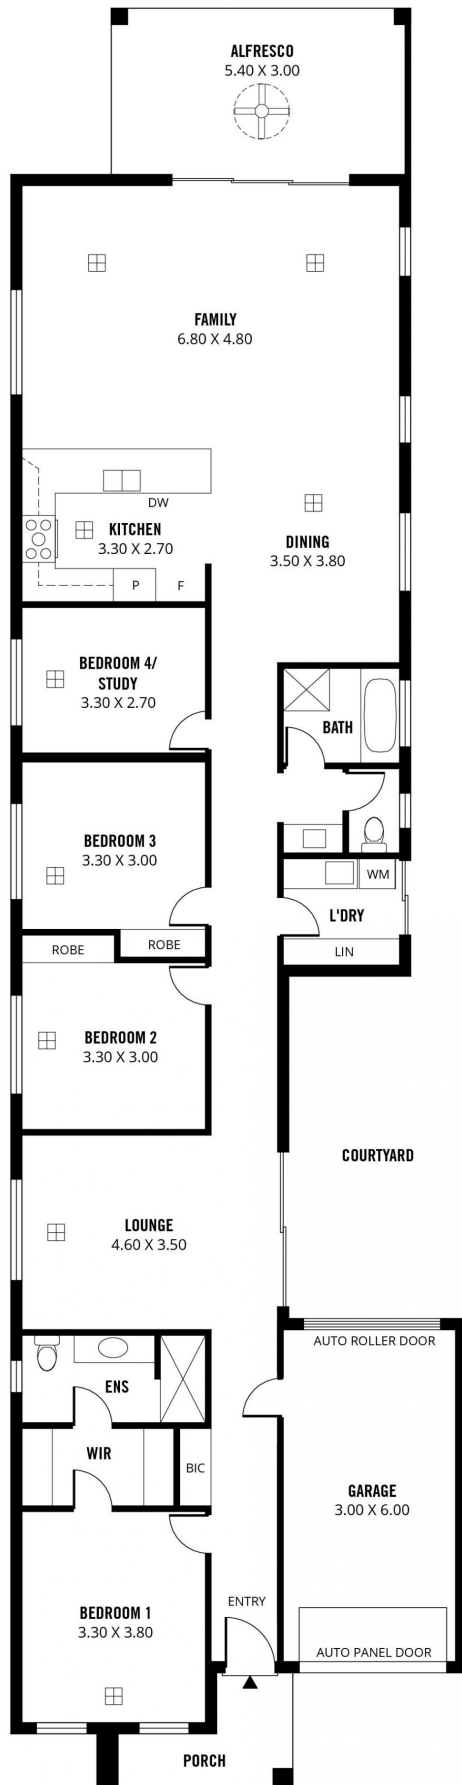 ALFRESCO
5.40 X 3.00
FAMILY
6.80 X 4.80
DW
KITCHEN
3.30 X 2.70
P
F
DINING
3.50 X 3.80
BEDROOM 4/
STUDY
3.30 X 2.70
BATH
BEDROOM 3
3.30 X 3.00
WM
L'DRY
LIN
ROBE
ROBE
BEDROOM 2
3.30 X 3.00
COURTYARD
LOUNGE
4.60 X 3.50
AUTO ROLLER DOOR
ENS
WIR
BIC
GARAGE
3.00 X 6.00
BEDROOM 1
3.30 X 3.80
ENTRY
AUTO PANEL DOOR
PORCH